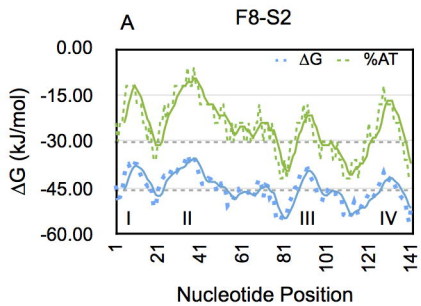 A F8-S2
ΔG %AT
0.00
-15.00
-30.00
-45.00
-60.00
ΔG (kJ/mol)
I II III IV
1 21 41 61 81 101 121 141
Nucleotide Position